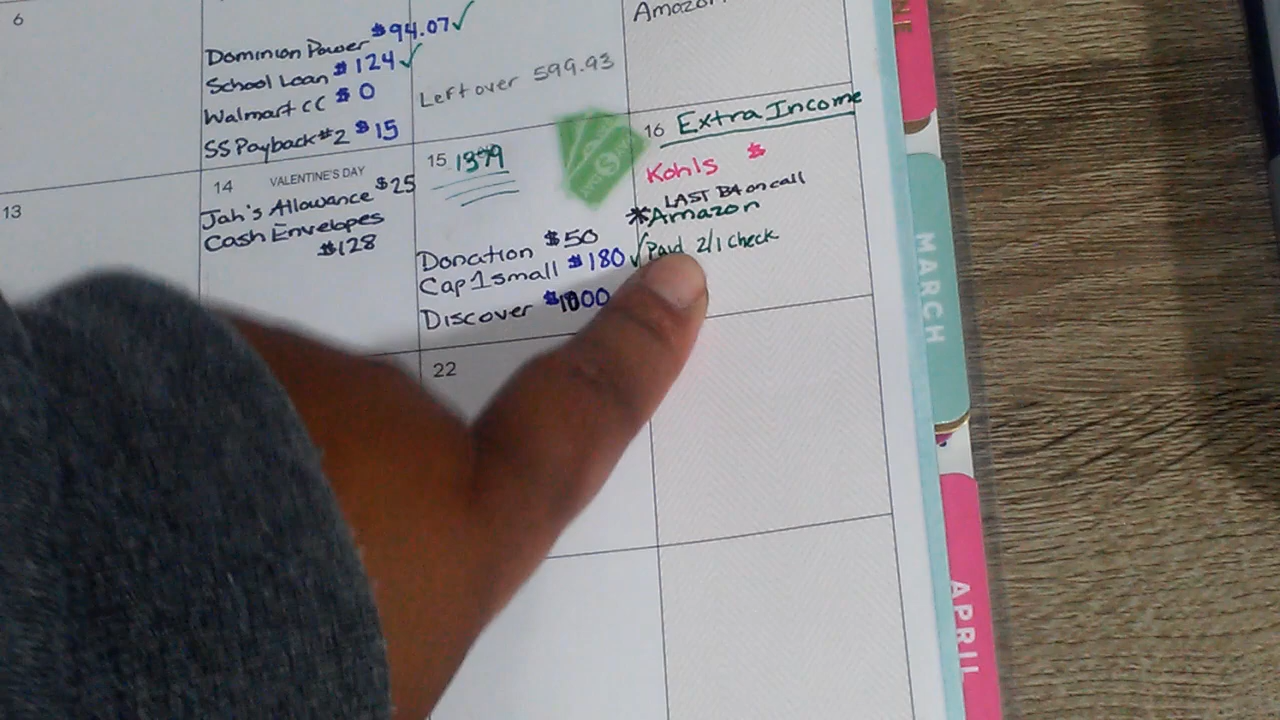 6
Dominion Power $94.07 ✓
School Loan $124 ✓
Walmart CC $0
SS Payback #2 $15
Left over 599.93
Amazon
13
14 VALENTINE'S DAY
Jah's Allowance $25
Cash Envelopes
$128
15
Donation $50
Cap 1 small $180
Discover $1000
16 Extra Income
Kohls $
LAST BA on call
*Amazon
✓Paid 2/1 check
22
MARCH
APRIL